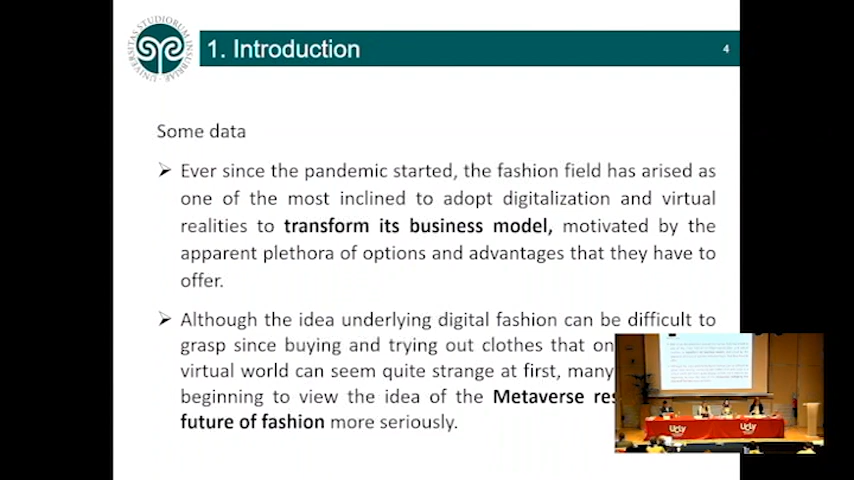 UNIVERSITAS STUDIORUM INSUBRIAE
1. Introduction
4
Some data
Ever since the pandemic started, the fashion field has arised as
one of the most inclined to adopt digitalization and virtual
realities to transform its business model, motivated by the
apparent plethora of options and advantages that they have to
offer.
Although the idea underlying digital fashion can be difficult to
grasp since buying and trying out clothes that
virtual world can seem quite strange at first, many
beginning to view the idea of the Metaverse
future of fashion more seriously.